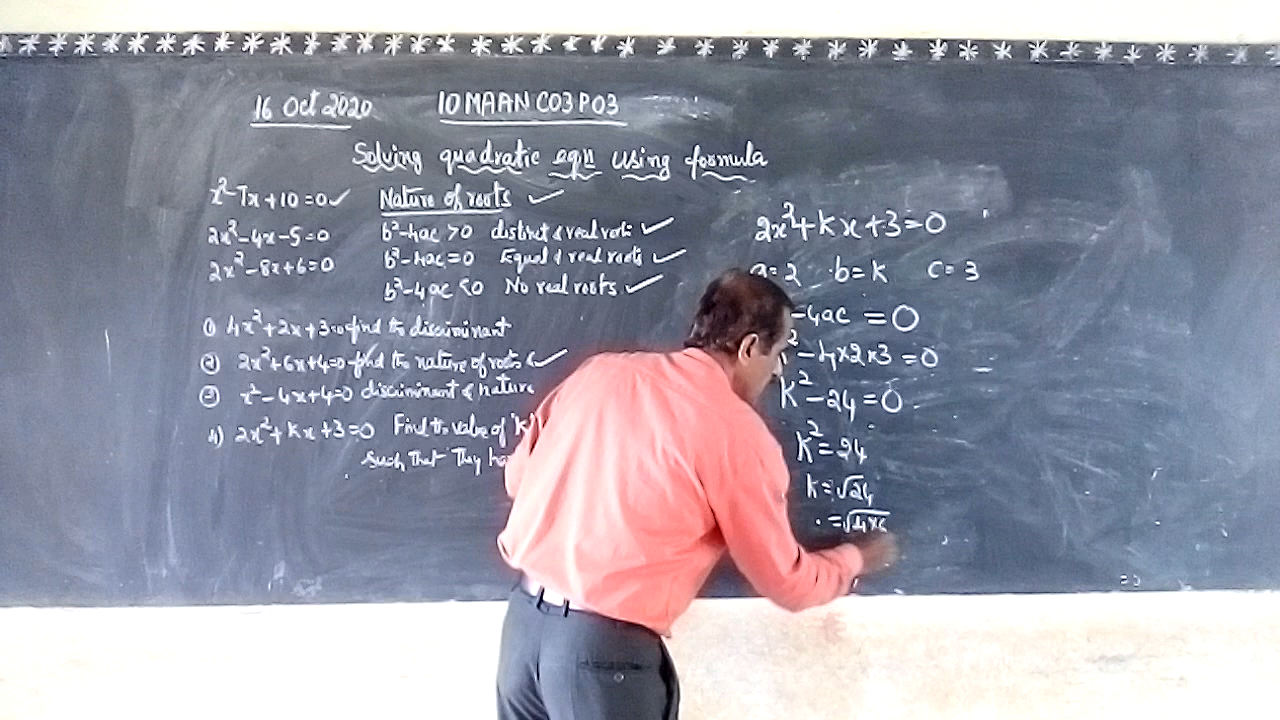 16 Oct 2020 10MAAN CO3PO3
Solving quadratic eqn using formula
x²-7x+10=0 ✓ Nature of roots ✓
2x²-4x-5=0 b²-4ac >0 distinct & real roots ✓
2x²-8x+6=0 b²-4ac=0 Equal & real roots ✓
b²-4ac <0 No real roots ✓
1) 4x²+2x+3=0 find the discriminant
2) 2x²+6x+4=0 find the nature of roots ✓
3) x²-4x+4=0 discriminant & nature
4) 2x²+kx+3=0 Find the value of 'k'
Such that They ha
2x²+kx+3=0
a=2 b=k c=3
-4ac =0
k²-4×2×3=0
k²-24=0
k²=24
k=√24
=√4×6